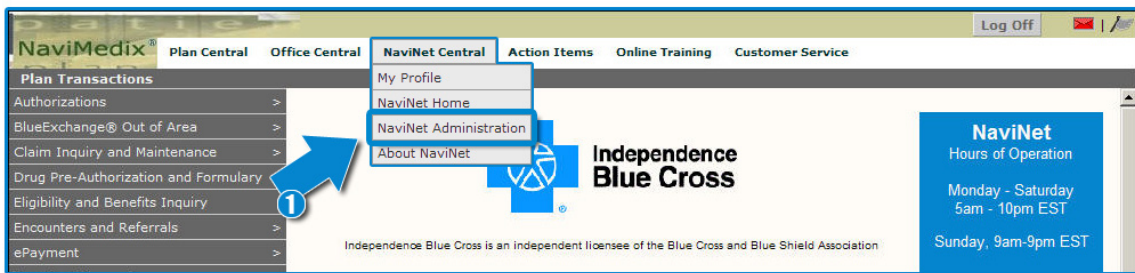 patie
Log Off
NaviMedix®
Plan Central Office Central NaviNet Central Action Items Online Training Customer Service
Plan Transactions
My Profile
NaviNet Home
NaviNet Administration
About NaviNet
Authorizations >
BlueExchange® Out of Area >
Claim Inquiry and Maintenance >
Drug Pre-Authorization and Formulary
Eligibility and Benefits Inquiry
Encounters and Referrals >
ePayment >
1
Independence
Blue Cross
®
Independence Blue Cross is an independent licensee of the Blue Cross and Blue Shield Association
NaviNet
Hours of Operation
Monday - Saturday
5am - 10pm EST
Sunday, 9am-9pm EST